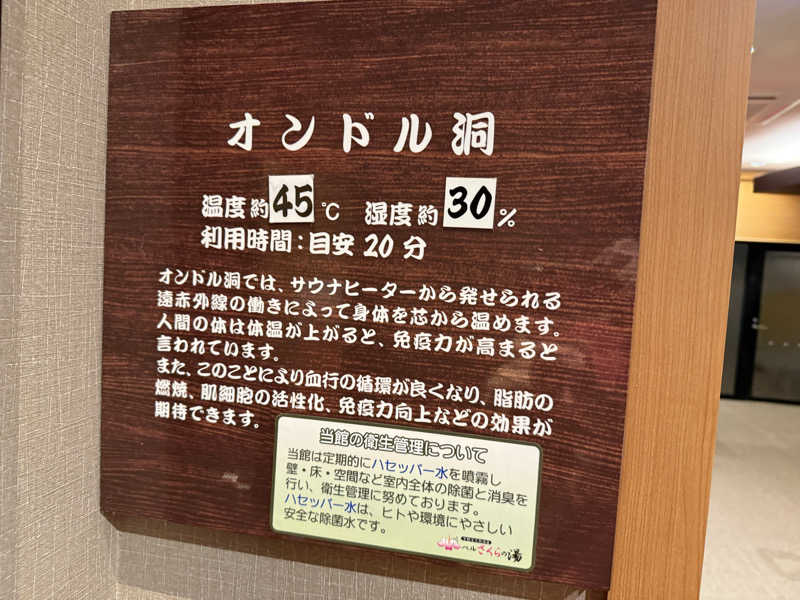 オンドル洞
温度約45℃ 湿度約30%
利用時間:目安 20 分
オンドル洞では、サウナヒーターから発せられる
遠赤外線の働きによって身体を芯から温めます。
人間の体は体温が上がると、免疫力が高まると
言われています。
また、このことにより血行の循環が良くなり、脂肪の
燃焼、肌細胞の活性化、免疫力向上などの効果が
期待できます。
当館の衛生管理について
当館は定期的にハセッパー水を噴霧し
壁・床・空間など室内全体の除菌と消臭を
行い、衛生管理に努めております。
ハセッパー水は、ヒトや環境にやさしい
安全な除菌水です。
ベルさくらの湯